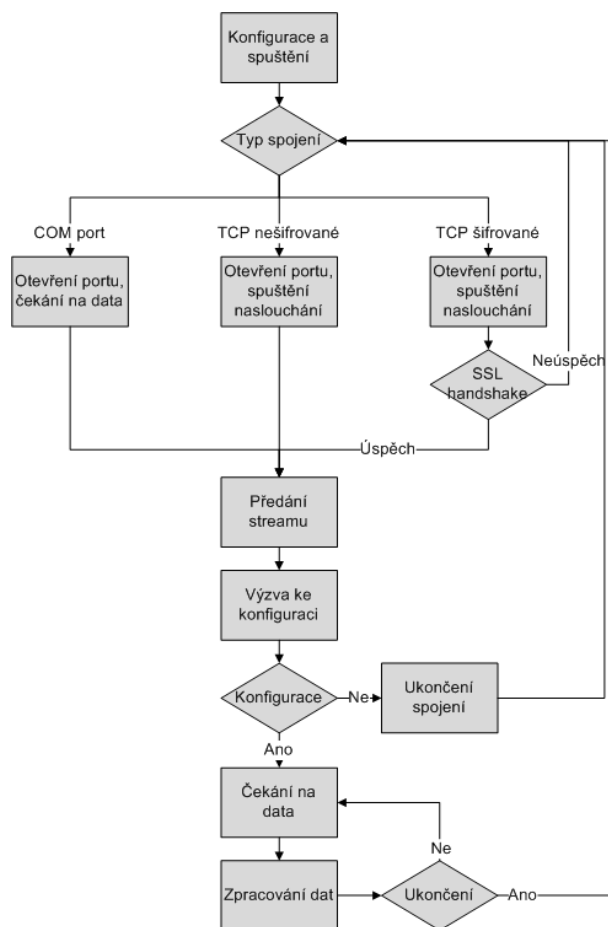 Konfigurace a
spuštění
Typ spojení
COM port
TCP nešifrované
TCP šifrované
Otevření portu,
čekání na data
Otevření portu,
spuštění
naslouchání
Otevření portu,
spuštění
naslouchání
Neúspěch
SSL
handshake
Úspěch
Předání
streamu
Výzva ke
konfiguraci
Konfigurace
Ne
Ukončení
spojení
Ano
Čekání na
data
Ne
Zpracování dat
Ukončení
Ano